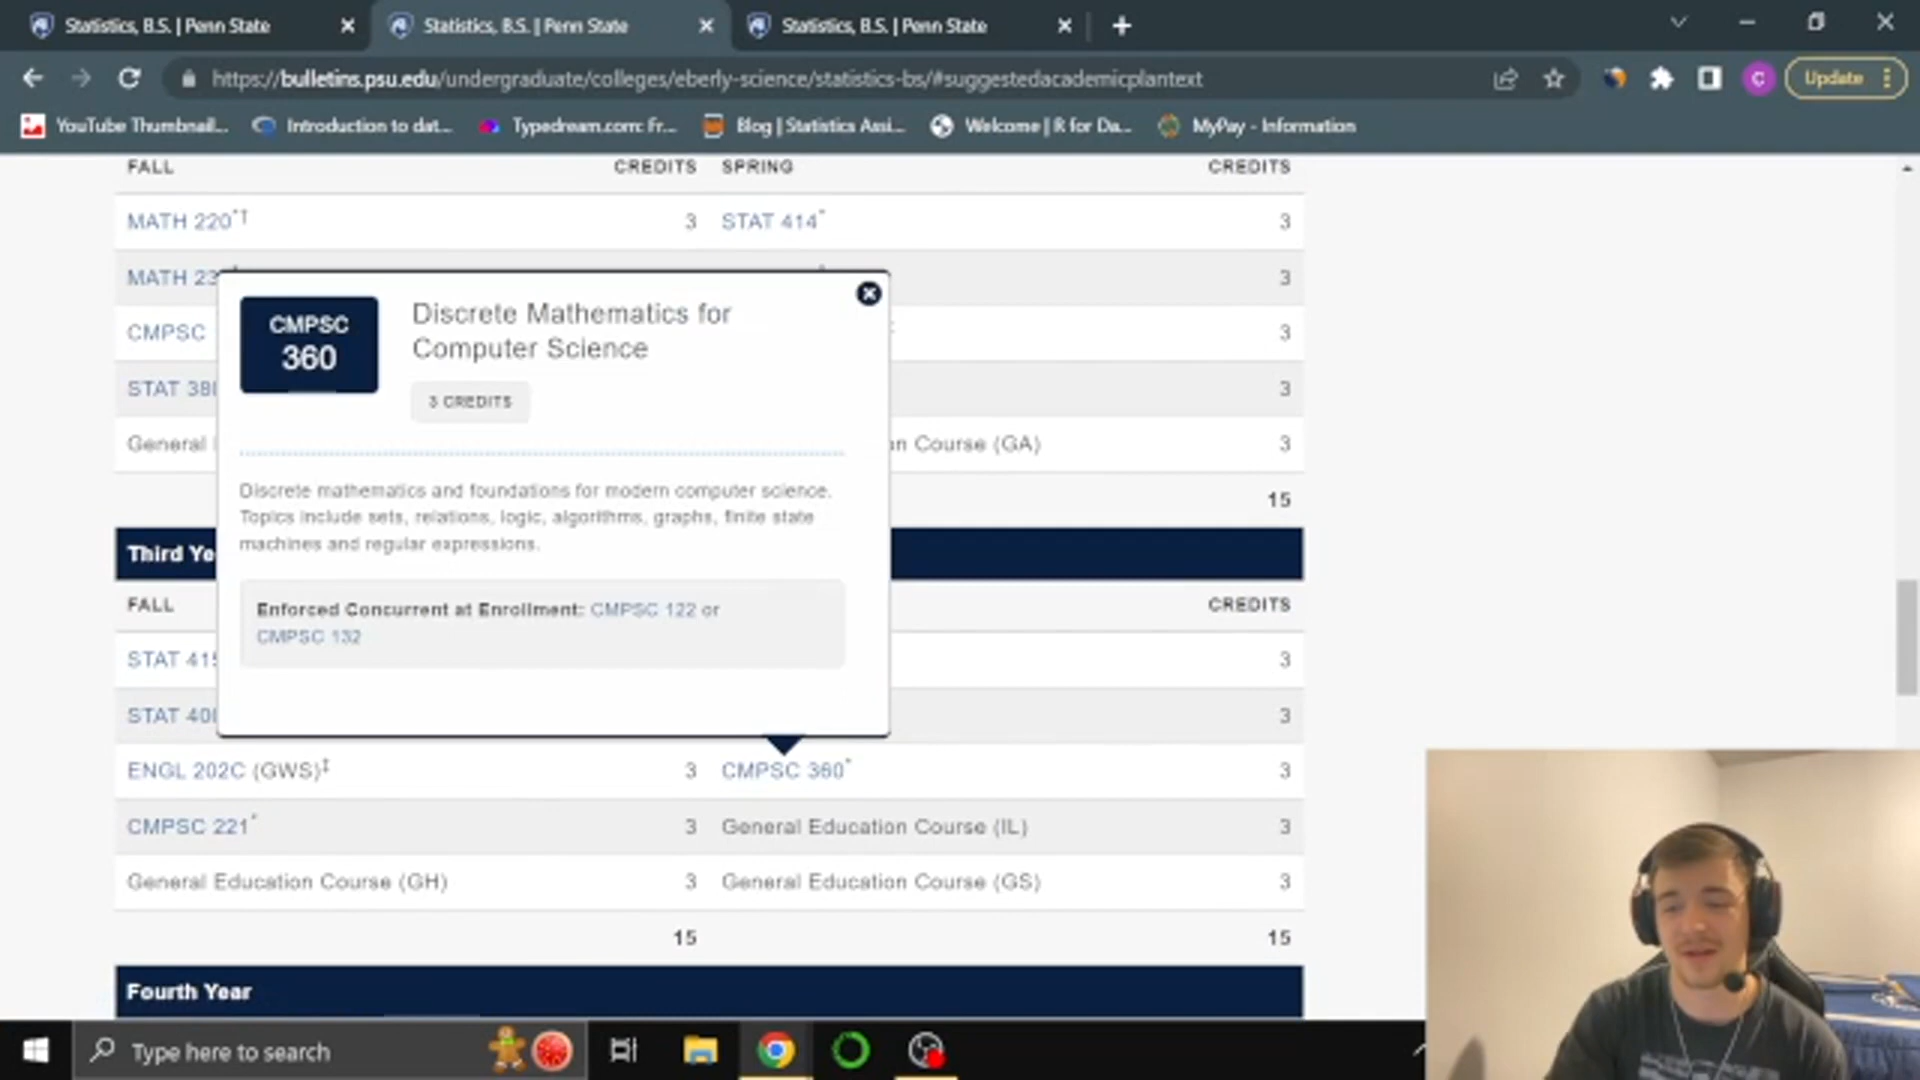 Statistics, B.S. | Penn State
Statistics, B.S. | Penn State
Statistics, B.S. | Penn State
https://bulletins.psu.edu/undergraduate/colleges/eberly-science/statistics-bs/#suggestedacademicplantext
C
Update
YouTube Thumbnail...
Introduction to dat...
Typedream.com: Fr...
Blog | Statistics Assi...
Welcome | R for Da...
MyPay - Information
FALL CREDITS SPRING CREDITS
MATH 220*† 3 STAT 414* 3
MATH 23 3
CMPSC 3
STAT 38 3
General Course (GA) 3
15
CMPSC
360
Discrete Mathematics for
Computer Science
3 CREDITS
Discrete mathematics and foundations for modern computer science.
Topics include sets, relations, logic, algorithms, graphs, finite state
machines and regular expressions.
Enforced Concurrent at Enrollment: CMPSC 122 or
CMPSC 132
Third Ye
FALL CREDITS
STAT 415 3
STAT 40 3
ENGL 202C (GWS)‡ 3 CMPSC 360* 3
CMPSC 221* 3 General Education Course (IL) 3
General Education Course (GH) 3 General Education Course (GS) 3
15 15
Fourth Year
Type here to search